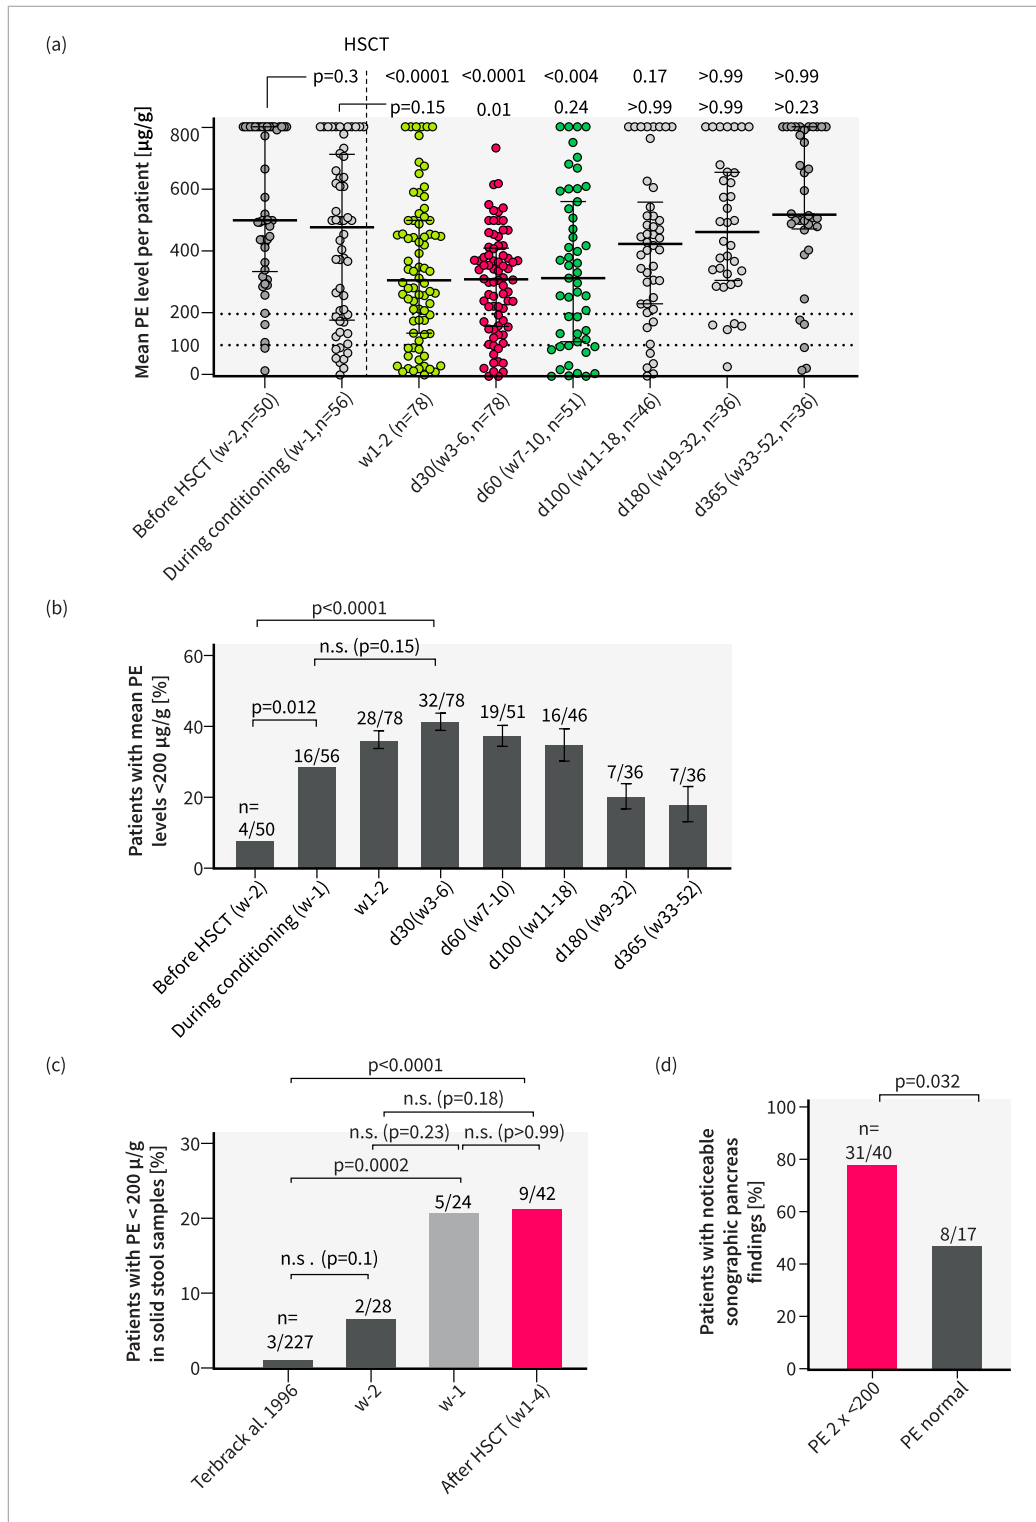 (a)
HSCT
p=0.3 <0.0001 <0.0001 <0.004 0.17 >0.99 >0.99
p=0.15 0.01 0.24 >0.99 >0.99 >0.23
Mean PE level per patient [µg/g]
800
600
400
200
100
0
Before HSCT (w-2,n=50)
During conditioning (w-1,n=56)
w1-2 (n=78)
d30(w3-6, n=78)
d60 (w7-10, n=51)
d100 (w11-18, n=46)
d180 (w19-32, n=36)
d365 (w33-52, n=36)
(b)
p<0.0001
n.s. (p=0.15)
p=0.012
Patients with mean PE
levels <200 µg/g [%]
60
40
20
0
n=
4/50
16/56
28/78
32/78
19/51
16/46
7/36
7/36
Before HSCT (w-2)
During conditioning (w-1)
w1-2
d30(w3-6)
d60 (w7-10)
d100 (w11-18)
d180 (w9-32)
d365 (w33-52)
(c)
p<0.0001
n.s. (p=0.18)
n.s. (p=0.23)
n.s. (p>0.99)
p=0.0002
n.s . (p=0.1)
Patients with PE < 200 µ/g
in solid stool samples [%]
30
20
10
0
n=
3/227
2/28
5/24
9/42
Terbrack al. 1996
w-2
w-1
After HSCT (w1-4)
(d)
p=0.032
Patients with noticeable
sonographic pancreas
findings [%]
100
80
60
40
20
0
n=
31/40
8/17
PE 2 x <200
PE normal